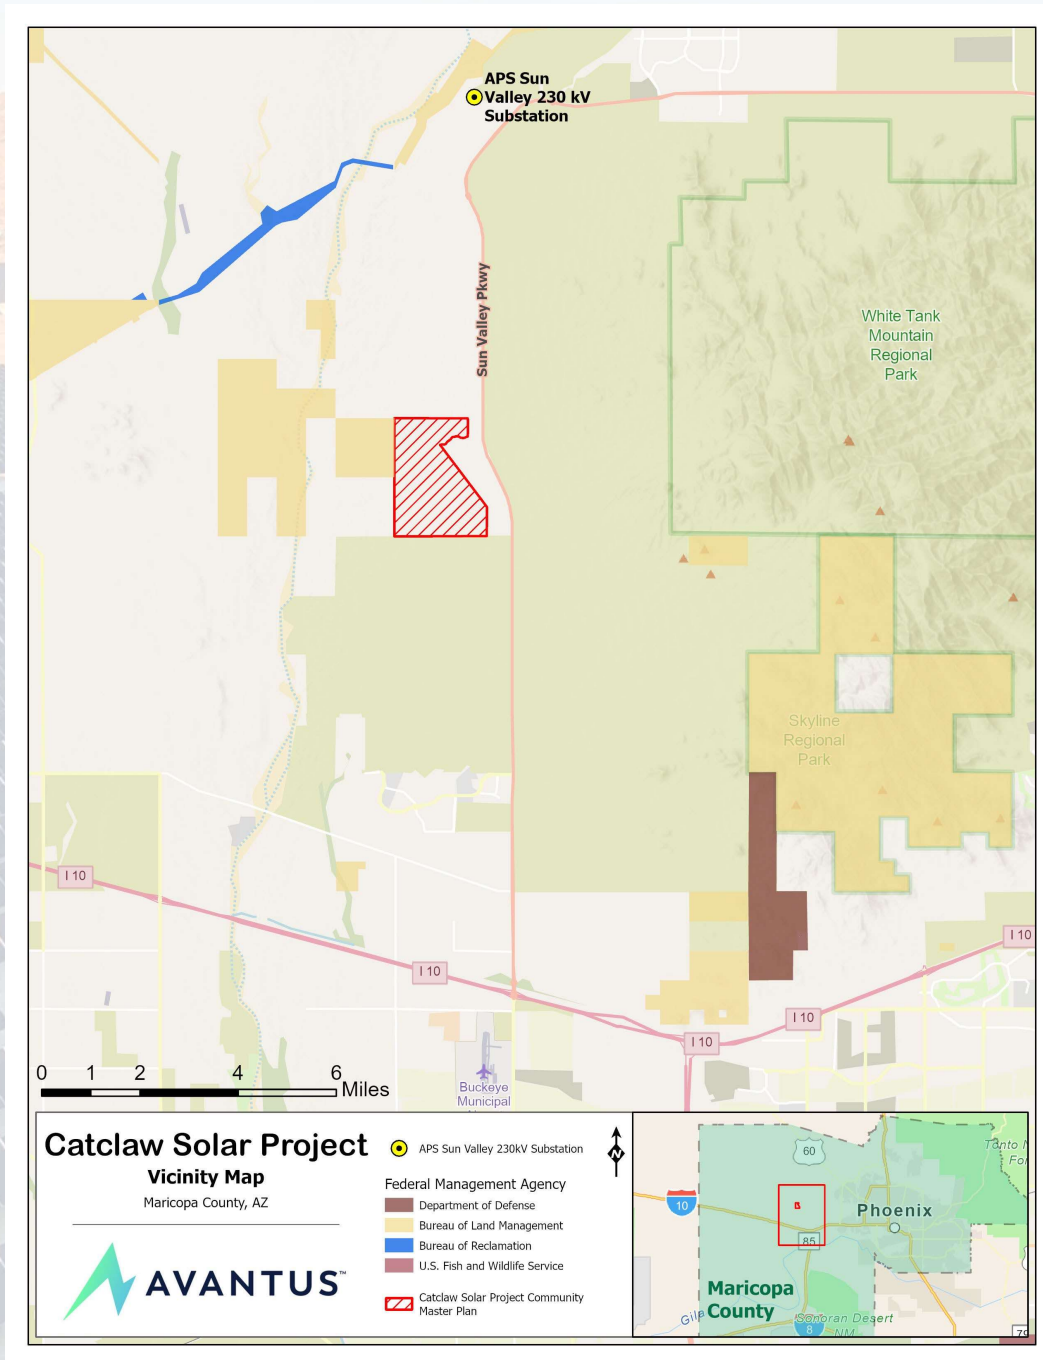 APS Sun
Valley 230 kV
Substation
Sun Valley Pkwy
White Tank
Mountain
Regional
Park
Skyline
Regional
Park
I 10
I 10
I 10
I 10
I 10
0 1 2 4 6 Miles
Buckeye
Municipal
Catclaw Solar Project
Vicinity Map
Maricopa County, AZ
AVANTUS™
APS Sun Valley 230kV Substation
N
Federal Management Agency
Department of Defense
Bureau of Land Management
Bureau of Reclamation
U.S. Fish and Wildlife Service
Catclaw Solar Project Community
Master Plan
60
Tonto N
For
10
Phoenix
85
Maricopa
County
Gila
Sonoran Desert
NM
8
79